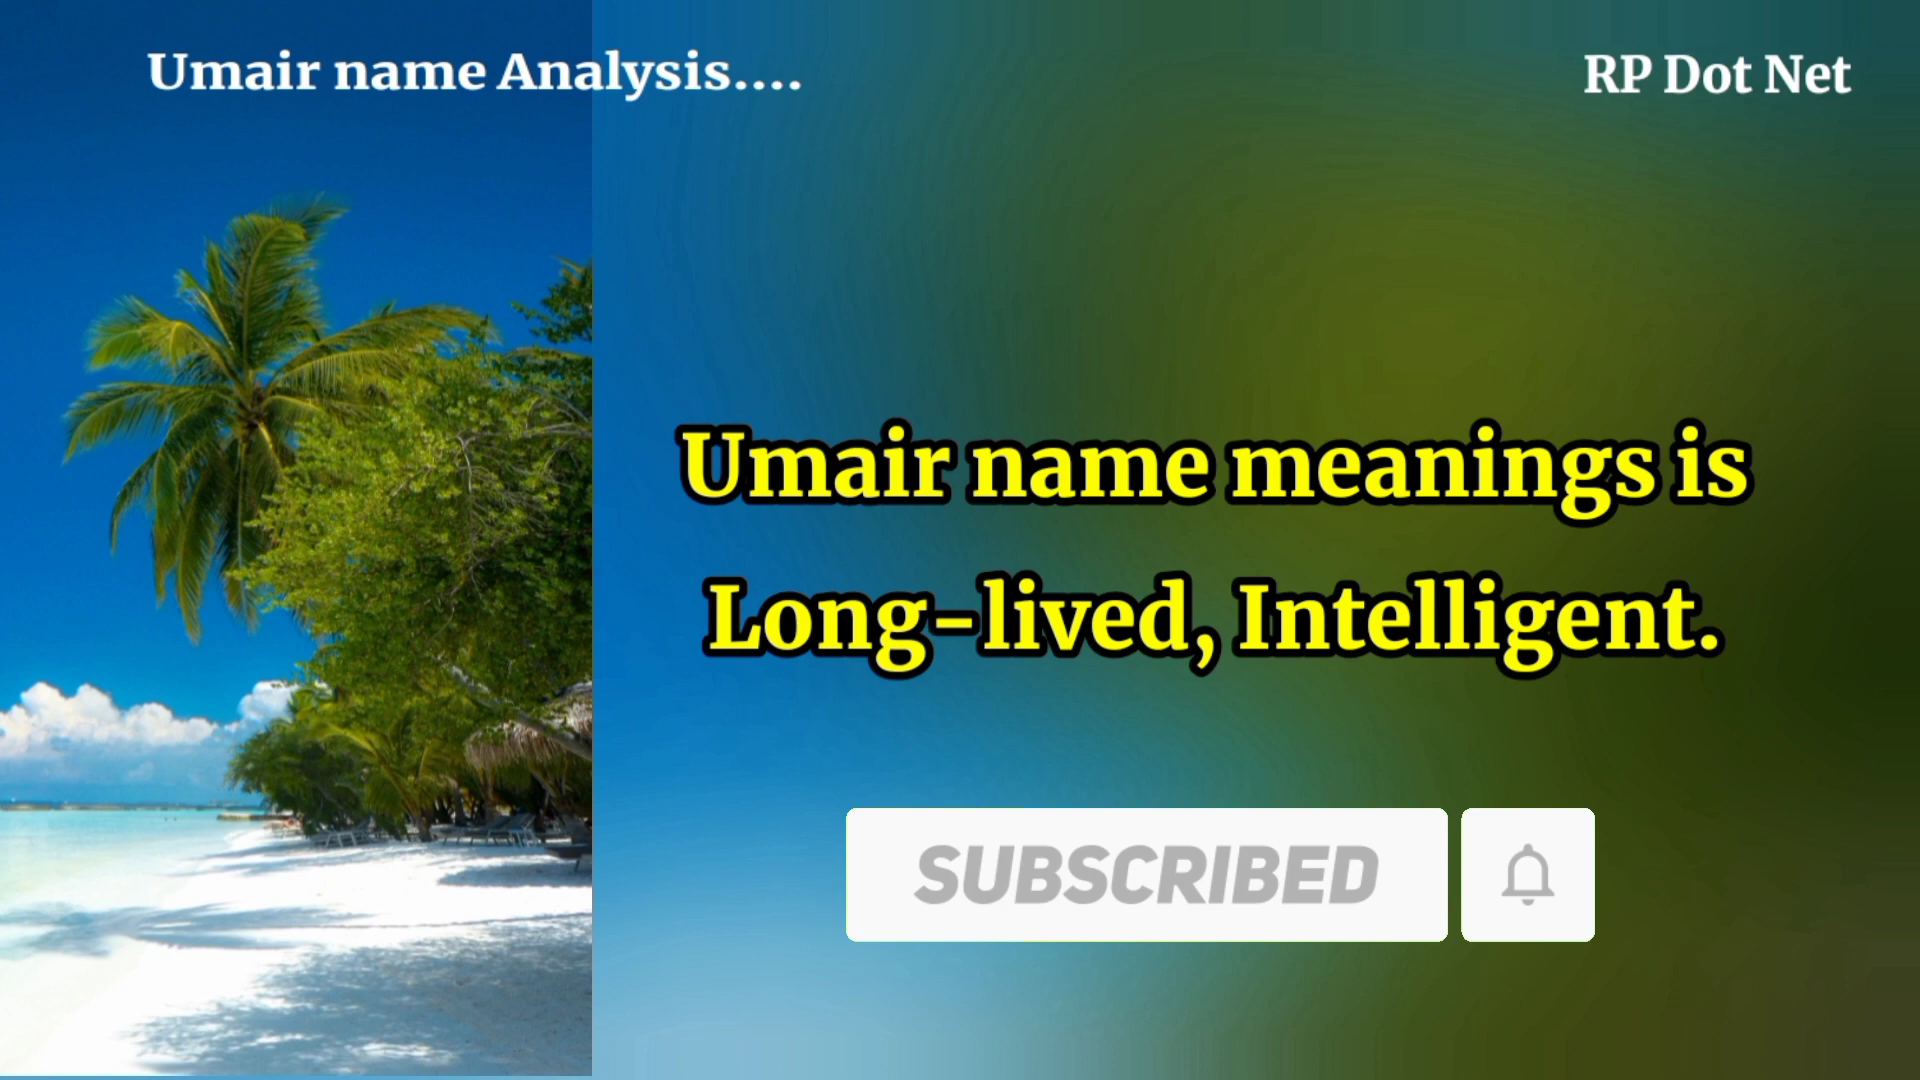 Umair name Analysis....
RP Dot Net
Umair name meanings is
Long-lived, Intelligent.
SUBSCRIBED